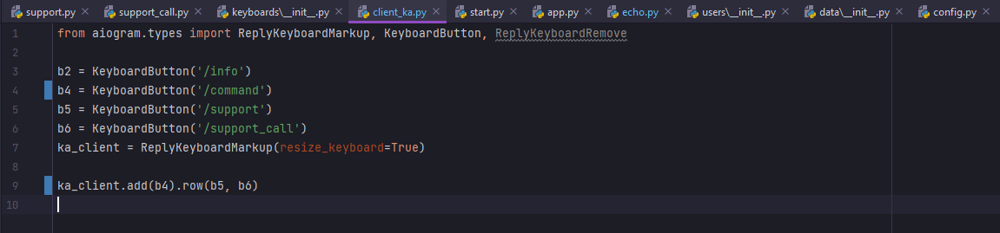 support.py support_call.py keyboards\__init__.py client_ka.py start.py app.py echo.py users\__init__.py data\__init__.py config.py
1 from aiogram.types import ReplyKeyboardMarkup, KeyboardButton, ReplyKeyboardRemove
2
3 b2 = KeyboardButton('/info')
4 b4 = KeyboardButton('/command')
5 b5 = KeyboardButton('/support')
6 b6 = KeyboardButton('/support_call')
7 ka_client = ReplyKeyboardMarkup(resize_keyboard=True)
8
9 ka_client.add(b4).row(b5, b6)
10